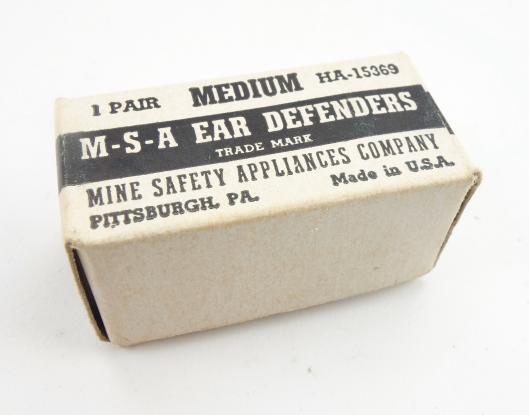 1 PAIR MEDIUM HA-15369
M-S-A EAR DEFENDERS
TRADE MARK
MINE SAFETY APPLIANCES COMPANY
PITTSBURGH, PA. Made in U.S.A.